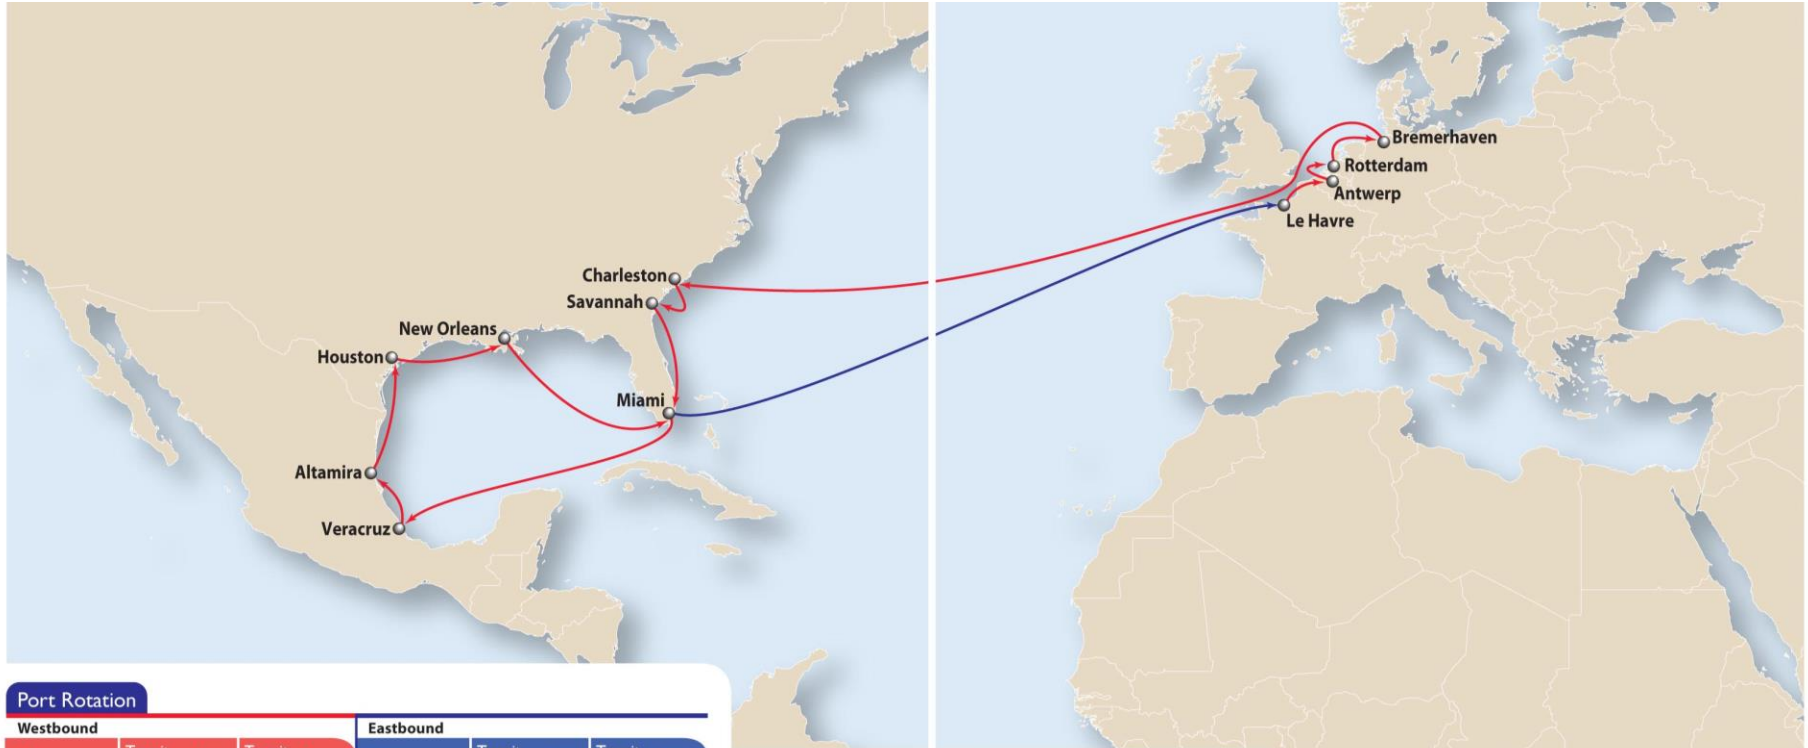 Bremerhaven
Rotterdam
Antwerp
Le Havre
Charleston
Savannah
New Orleans
Houston
Miami
Altamira
Veracruz
Port Rotation
Westbound
Eastbound